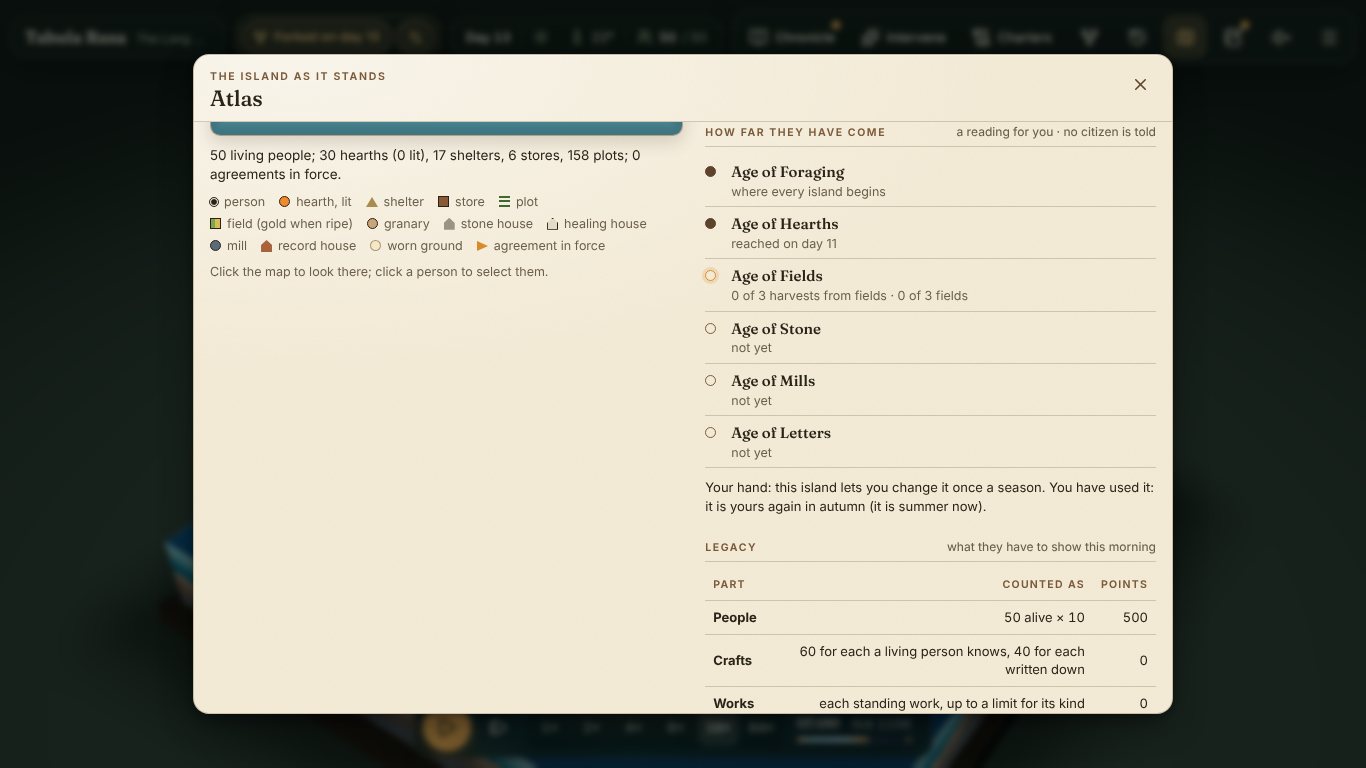 THE ISLAND AS IT STANDS
Atlas
50 living people; 30 hearths (0 lit), 17 shelters, 6 stores, 158 plots; 0
agreements in force.
person hearth, lit shelter store plot
field (gold when ripe) granary stone house healing house
mill record house worn ground agreement in force
Click the map to look there; click a person to select them.
HOW FAR THEY HAVE COME a reading for you · no citizen is told
Age of Foraging
where every island begins
Age of Hearths
reached on day 11
Age of Fields
0 of 3 harvests from fields · 0 of 3 fields
Age of Stone
not yet
Age of Mills
not yet
Age of Letters
not yet
Your hand: this island lets you change it once a season. You have used it:
it is yours again in autumn (it is summer now).
LEGACY what they have to show this morning
PART COUNTED AS POINTS
People 50 alive × 10 500
Crafts 60 for each a living person knows, 40 for each
written down 0
Works each standing work, up to a limit for its kind 0